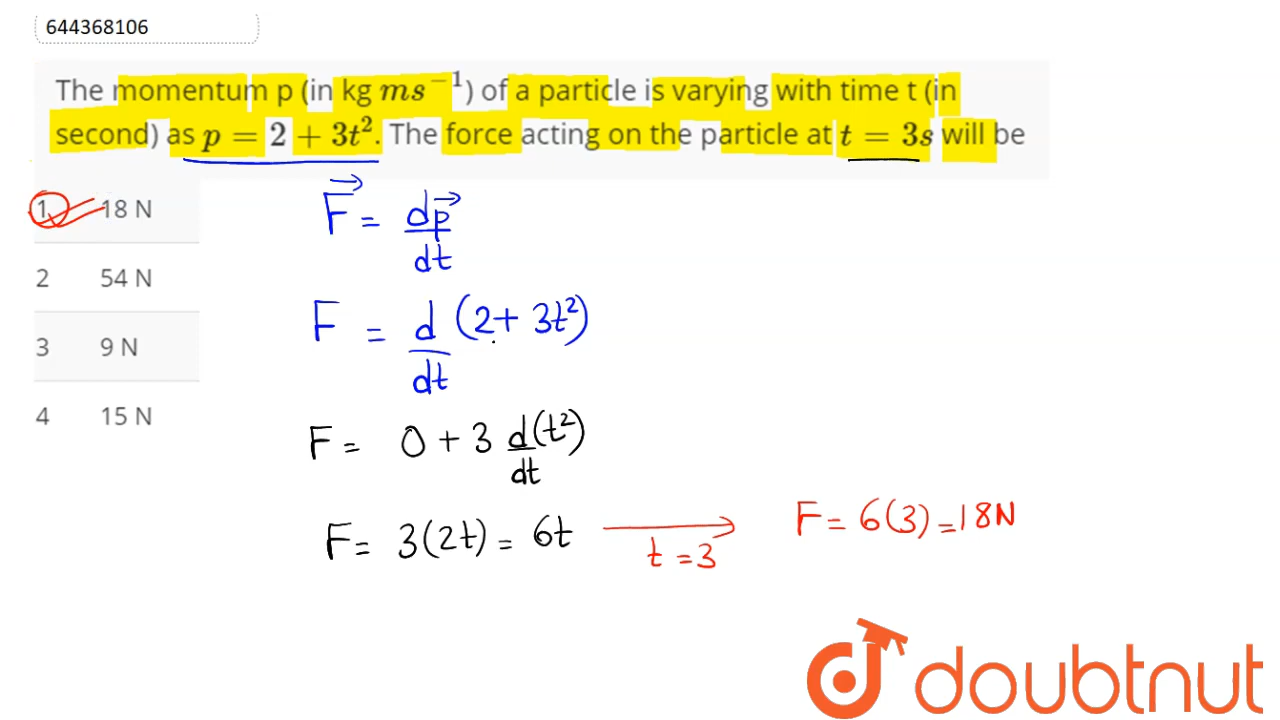 644368106
The momentum p (in kg ms⁻¹) of a particle is varying with time t (in
second) as p = 2 + 3t². The force acting on the particle at t = 3s will be
1 18 N
2 54 N
3 9 N
4 15 N
F⃗ = dp⃗/dt
F = d/dt (2 + 3t²)
F = 0 + 3 d(t²)/dt
F = 3(2t) = 6t
t = 3
F = 6(3) = 18N
doubtnut